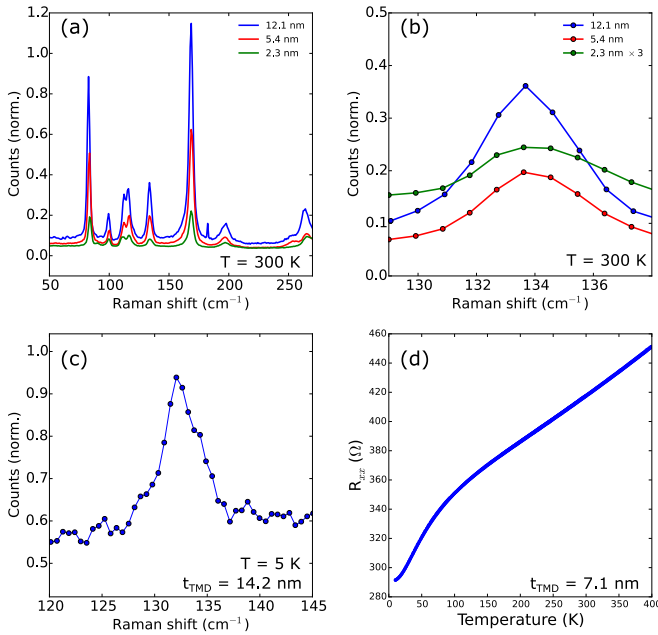 (a)
12.1 nm
5.4 nm
2.3 nm
T = 300 K
Counts (norm.)
0.0
0.2
0.4
0.6
0.8
1.0
1.2
50
100
150
200
250
Raman shift (cm⁻¹)
(b)
12.1 nm
5.4 nm
2.3 nm ×3
T = 300 K
Counts (norm.)
0.0
0.1
0.2
0.3
0.4
0.5
130
132
134
136
Raman shift (cm⁻¹)
(c)
T = 5 K
t_TMD = 14.2 nm
Counts (norm.)
0.5
0.6
0.7
0.8
0.9
1.0
120
125
130
135
140
145
Raman shift (cm⁻¹)
(d)
t_TMD = 7.1 nm
R_xx (Ω)
280
300
320
340
360
380
400
420
440
460
0
50
100
150
200
250
300
350
400
Temperature (K)